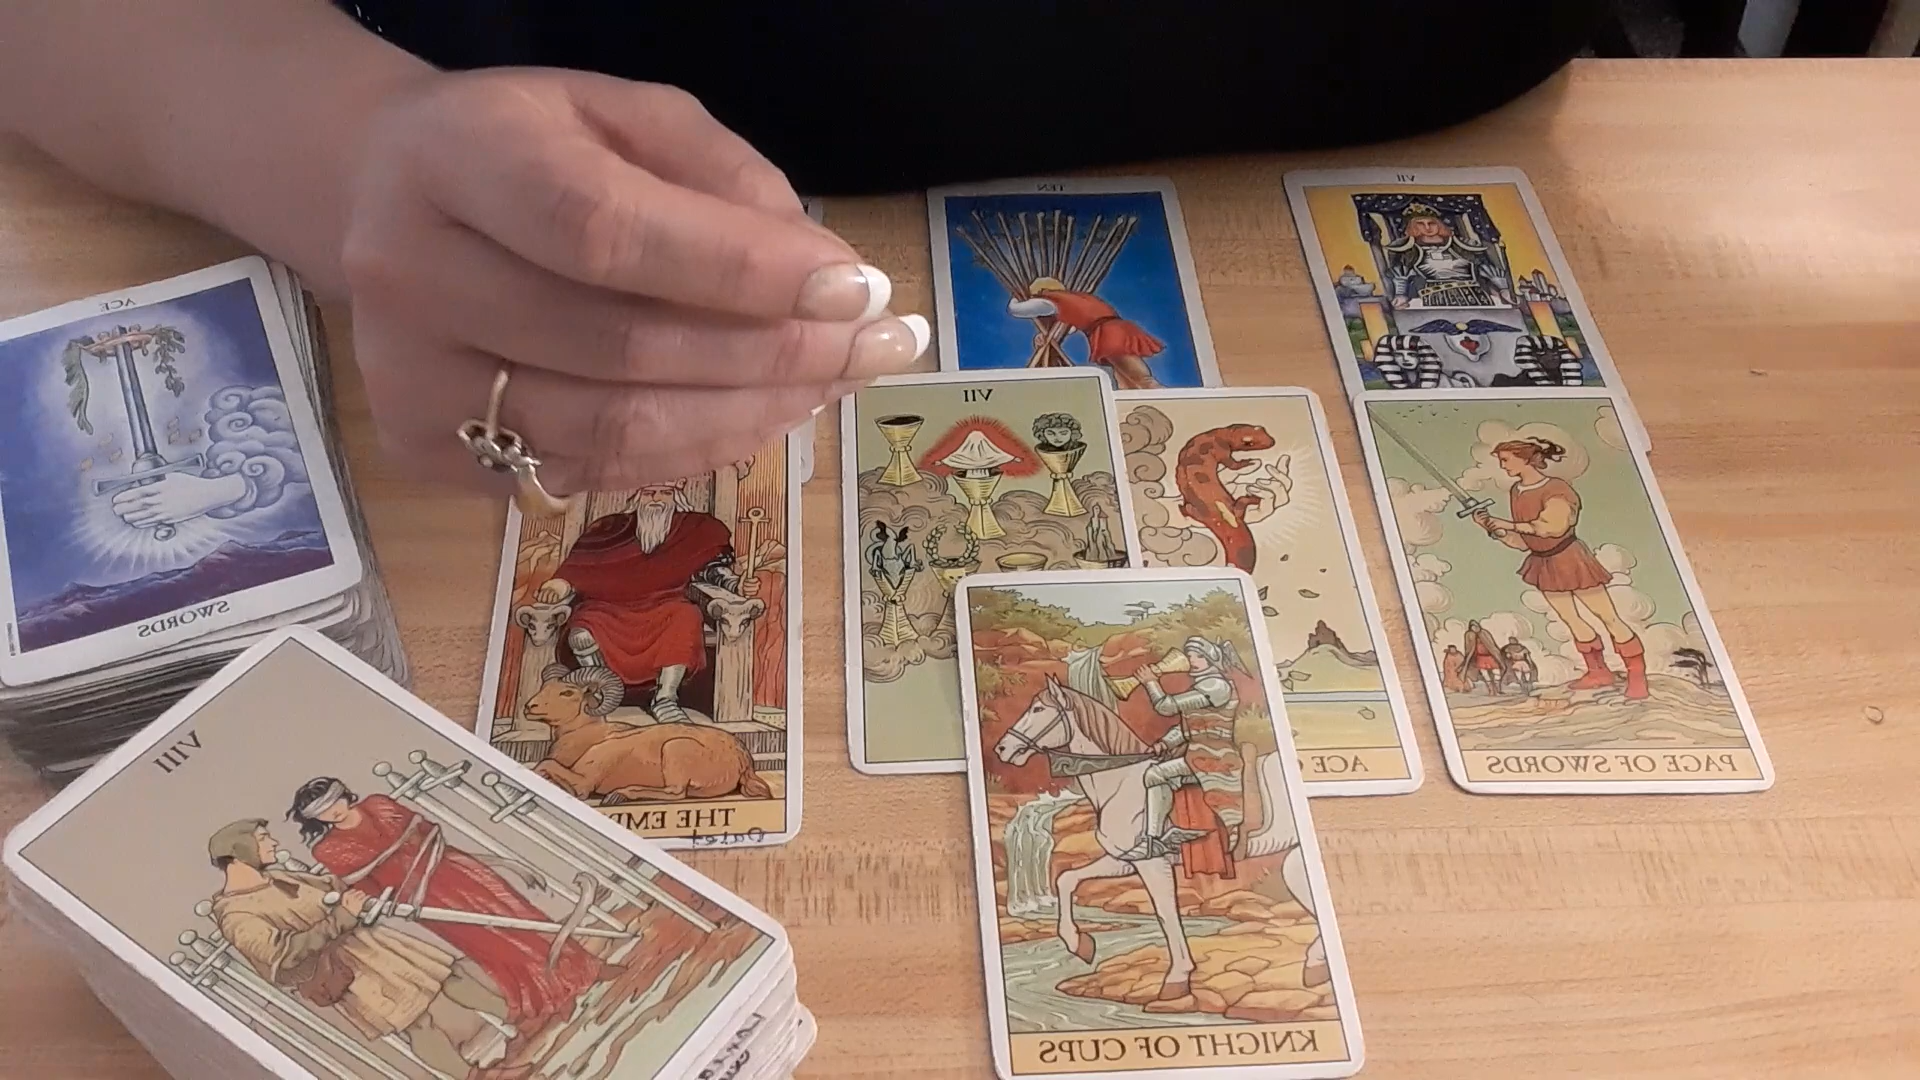 TEN
VII
ACE
VII
SWORDS
VIII
THE EMP
ACE
PAGE OF SWORDS
KNIGHT OF CUPS